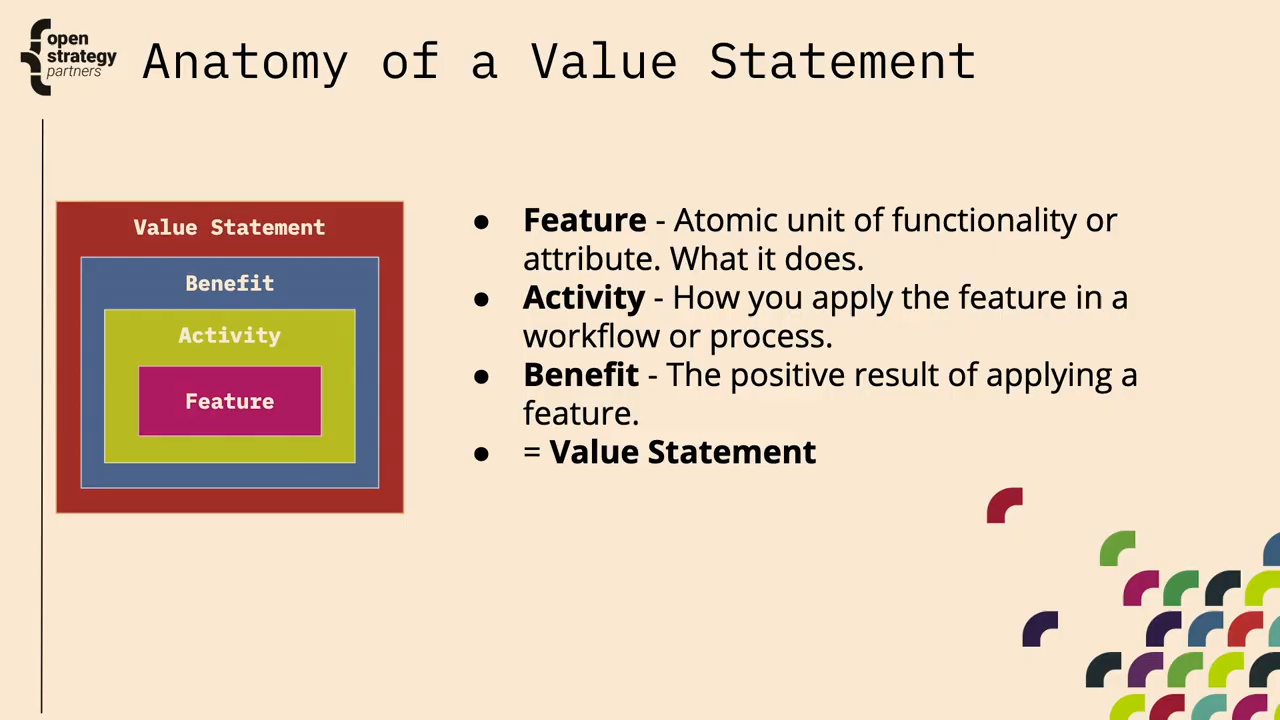 open
strategy
partners
Anatomy of a Value Statement
Value Statement
Benefit
Activity
Feature
● Feature - Atomic unit of functionality or
attribute. What it does.
● Activity - How you apply the feature in a
workflow or process.
● Benefit - The positive result of applying a
feature.
● = Value Statement